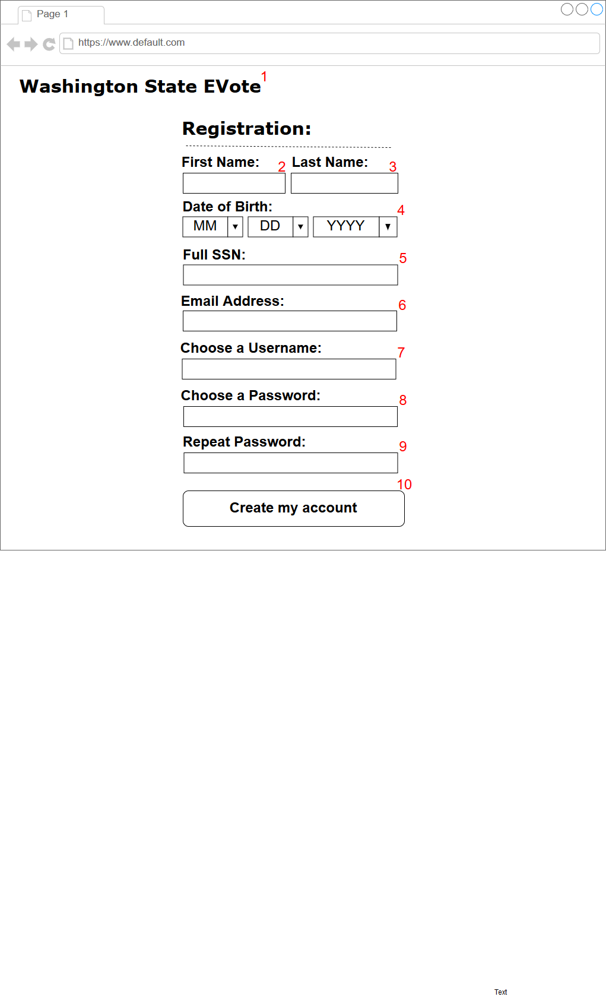 Page 1
https://www.default.com
Washington State EVote 1
Registration:
First Name: 2 Last Name: 3
Date of Birth: 4
MM DD YYYY
Full SSN: 5
Email Address: 6
Choose a Username: 7
Choose a Password: 8
Repeat Password: 9
10
Create my account
Text